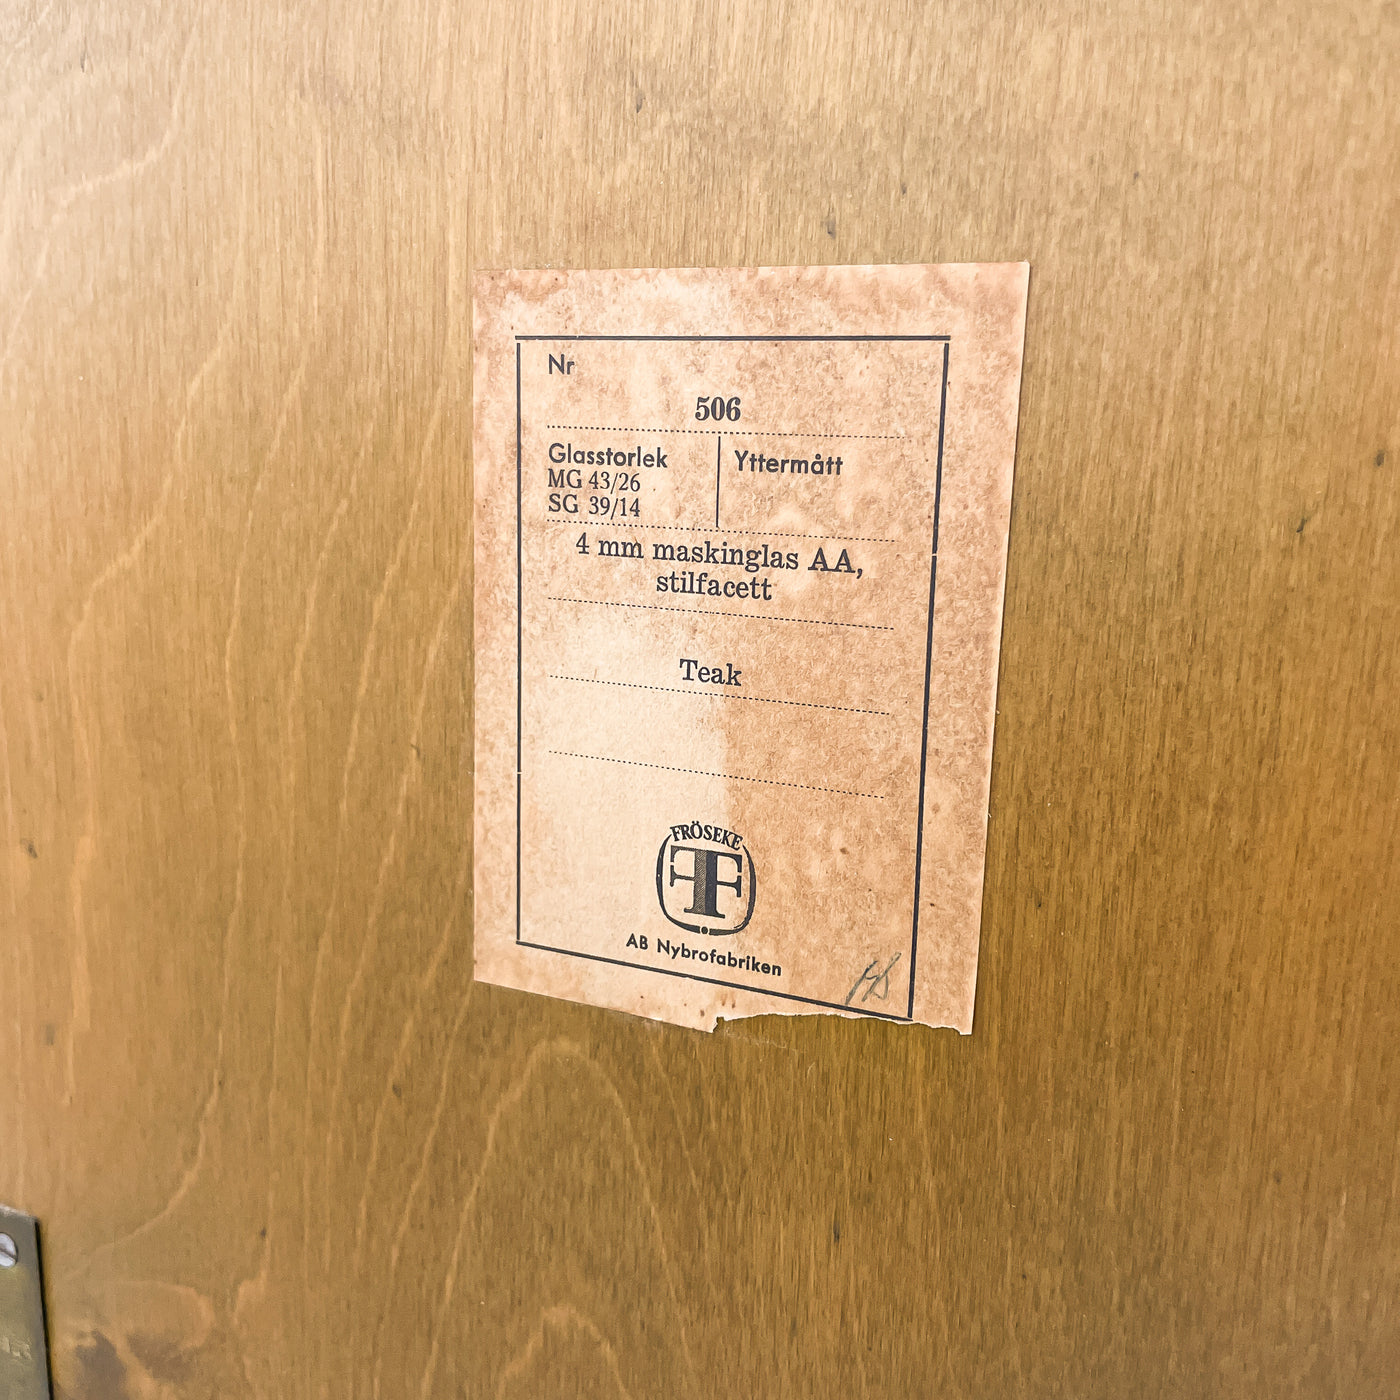 Nr
506
Glasstorlek
MG 43/26
SG 39/14
Yttermått
4 mm maskinglas AA,
stilfacett
Teak
FRÖSEKE
AB Nybrofabriken